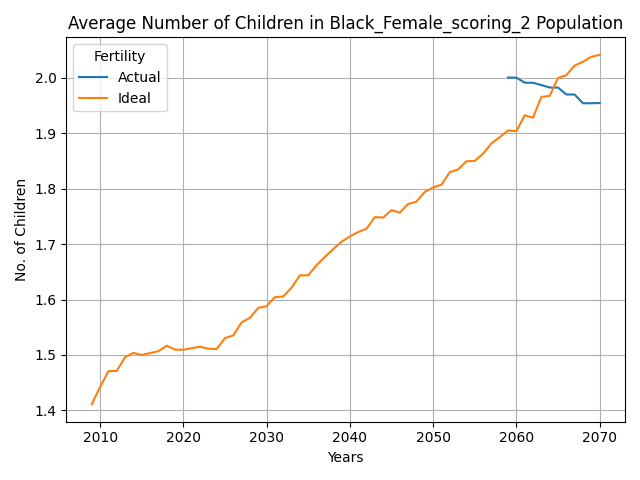 Average Number of Children in Black_Female_scoring_2 Population
Fertility
Actual
Ideal
No. of Children
2.0
1.9
1.8
1.7
1.6
1.5
1.4
2010 2020 2030 2040 2050 2060 2070
Years